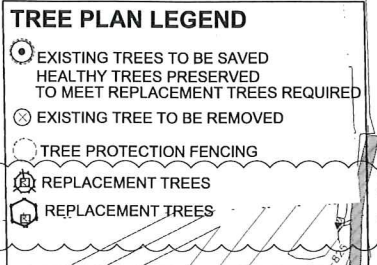 TREE PLAN LEGEND
EXISTING TREES TO BE SAVED
HEALTHY TREES PRESERVED
TO MEET REPLACEMENT TREES REQUIRED
EXISTING TREE TO BE REMOVED
TREE PROTECTION FENCING
REPLACEMENT TREES
REPLACEMENT TREES